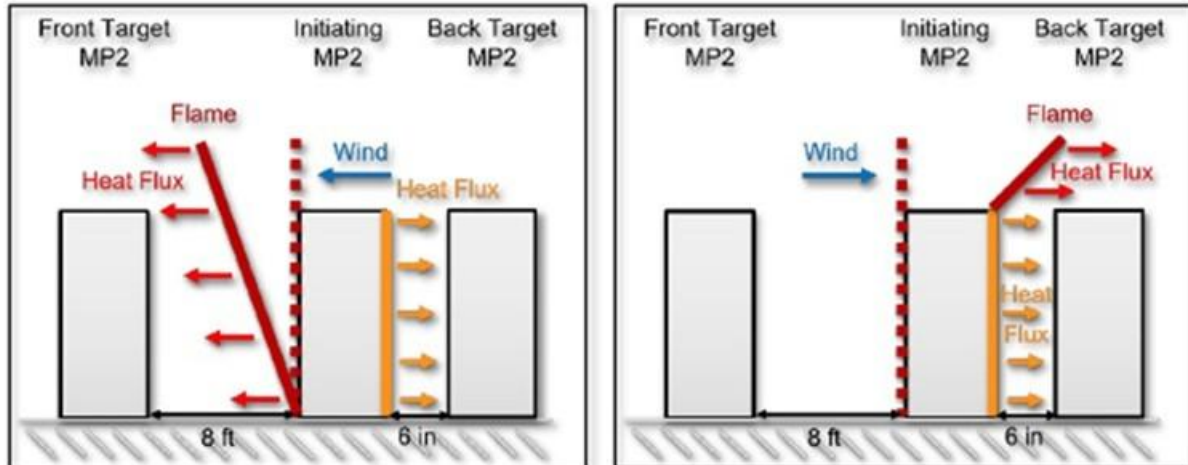 Front Target
MP2
Initiating
MP2
Back Target
MP2
Flame
Wind
Heat Flux
Heat Flux
8 ft
6 in
Front Target
MP2
Initiating
MP2
Back Target
MP2
Flame
Wind
Heat Flux
Heat
Flux
8 ft
6 in